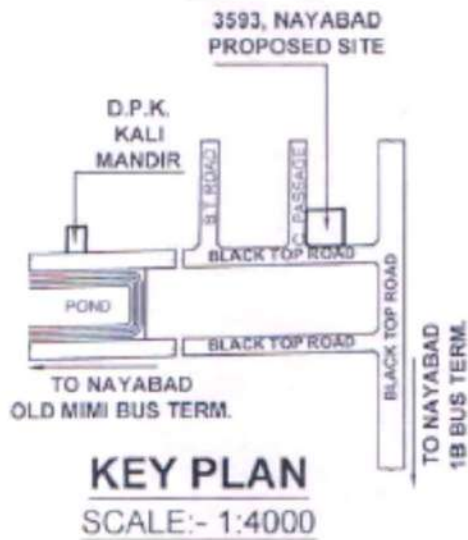 3593, NAYABAD
PROPOSED SITE
D.P.K.
KALI
MANDIR
B.T. ROAD
C. PASSAGE
BLACK TOP ROAD
POND
BLACK TOP ROAD
BLACK TOP ROAD
TO NAYABAD
OLD MIMI BUS TERM.
TO NAYABAD
1B BUS TERM.
KEY PLAN
SCALE:- 1:4000